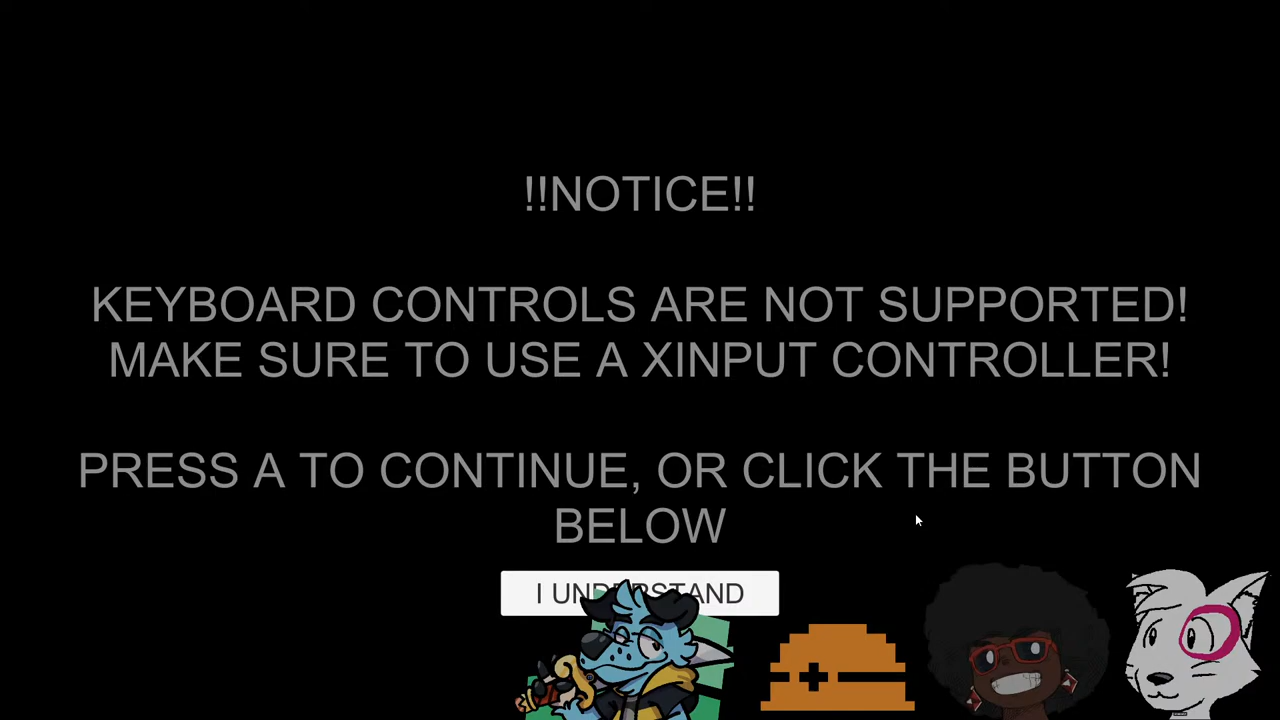 !!NOTICE!!
KEYBOARD CONTROLS ARE NOT SUPPORTED!
MAKE SURE TO USE A XINPUT CONTROLLER!
PRESS A TO CONTINUE, OR CLICK THE BUTTON
BELOW
I UNDERSTAND